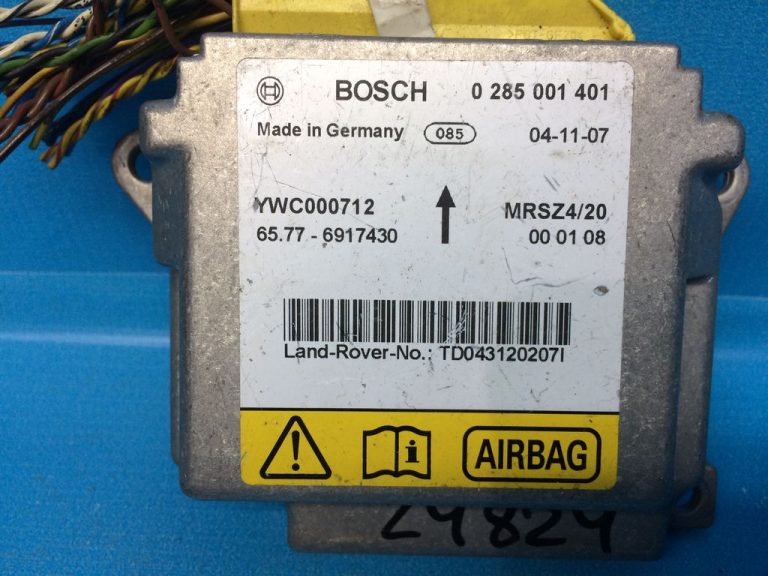 BOSCH 0 285 001 401
Made in Germany 085 04-11-07
YWC000712 MRSZ4/20
65.77 - 6917430 00 01 08
Land-Rover-No.: TD043120207I
i AIRBAG
24824